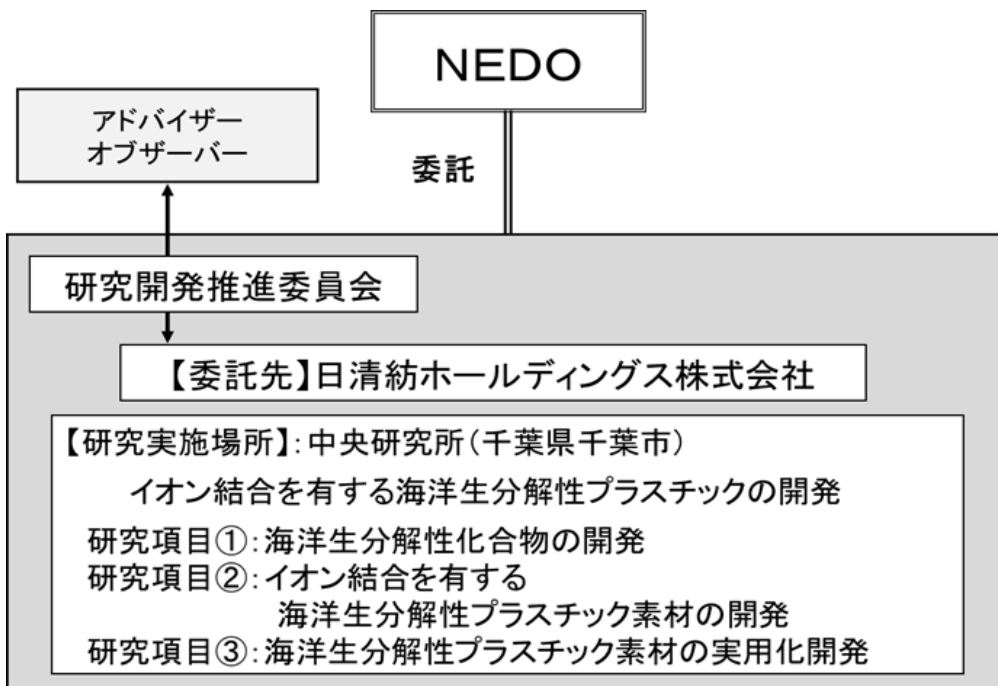 NEDO
アドバイザー
オブザーバー
委託
研究開発推進委員会
【委託先】日清紡ホールディングス株式会社
【研究実施場所】:中央研究所(千葉県千葉市)
イオン結合を有する海洋生分解性プラスチックの開発
研究項目①:海洋生分解性化合物の開発
研究項目②:イオン結合を有する
海洋生分解性プラスチック素材の開発
研究項目③:海洋生分解性プラスチック素材の実用化開発